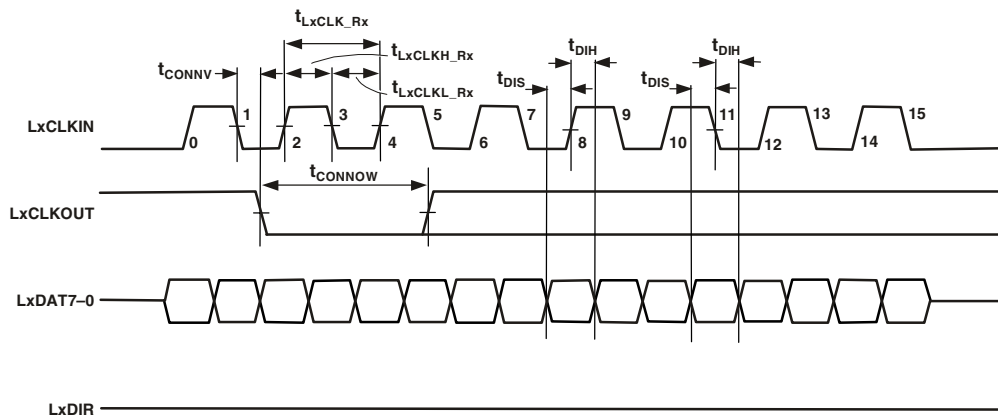 tLxCLK_Rx
tLxCLKH_Rx
tCONNV
tLxCLKL_Rx
tDIH
tDIS
tDIH
tDIS
LxCLKIN
0
1
2
3
4
5
6
7
8
9
10
11
12
13
14
15
tCONNOW
LxCLKOUT
LxDAT7–0
LxDIR